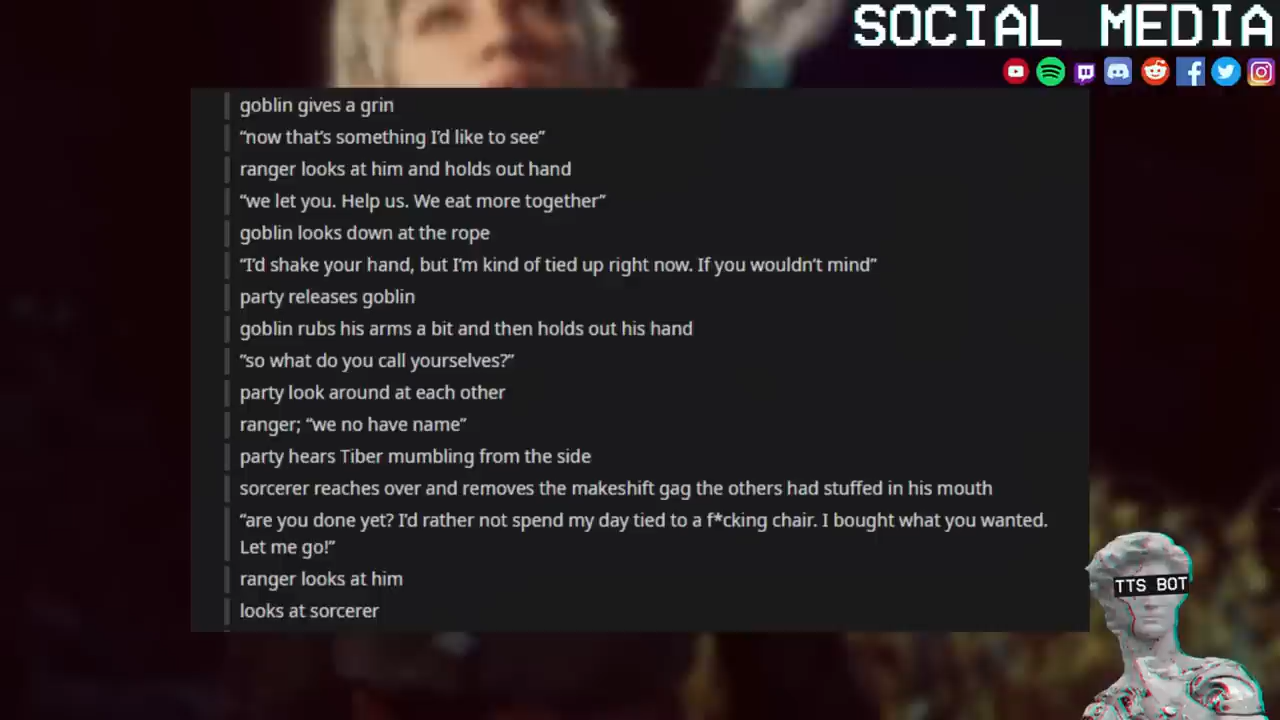 SOCIAL MEDIA
goblin gives a grin
“now that’s something I’d like to see”
ranger looks at him and holds out hand
“we let you. Help us. We eat more together”
goblin looks down at the rope
“I’d shake your hand, but I’m kind of tied up right now. If you wouldn’t mind”
party releases goblin
goblin rubs his arms a bit and then holds out his hand
“so what do you call yourselves?”
party look around at each other
ranger; “we no have name”
party hears Tiber mumbling from the side
sorcerer reaches over and removes the makeshift gag the others had stuffed in his mouth
“are you done yet? I’d rather not spend my day tied to a f*cking chair. I bought what you wanted.
Let me go!”
ranger looks at him
looks at sorcerer
TTS BOT